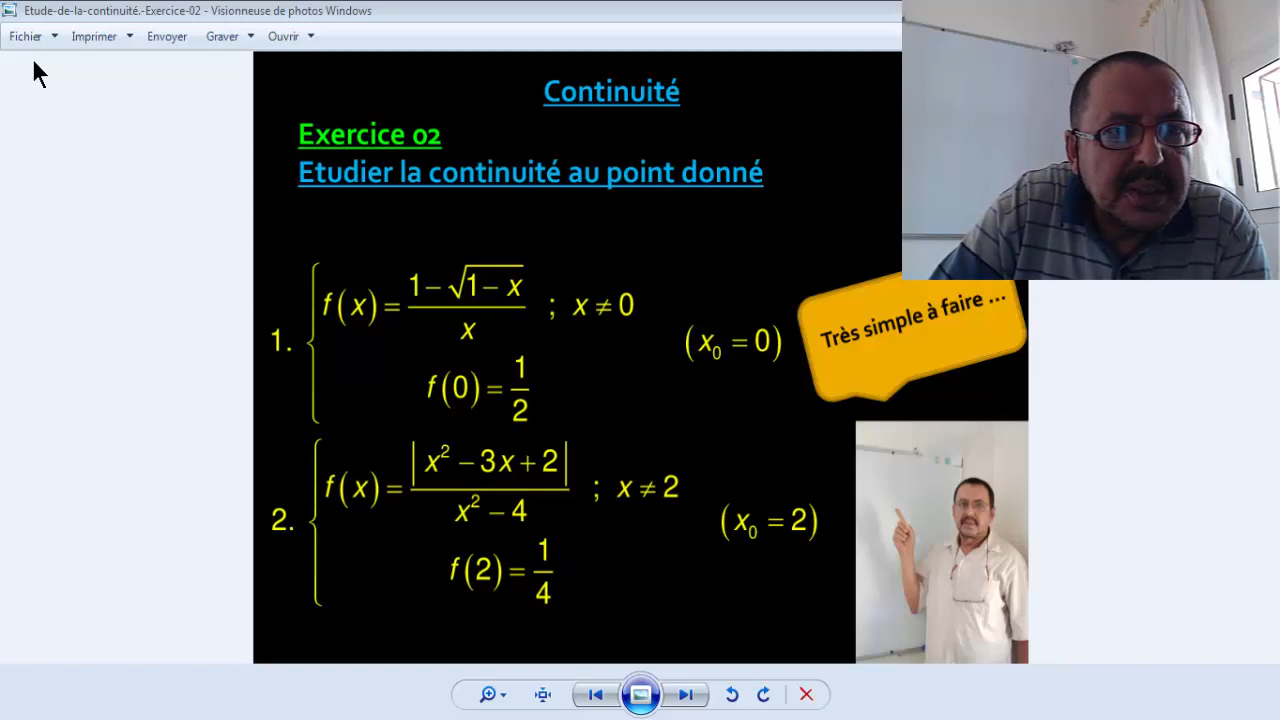 Etude-de-la-continuité.-Exercice-02 - Visionneuse de photos Windows
Fichier Imprimer Envoyer Graver Ouvrir
Continuité
Exercice 02
Etudier la continuité au point donné
1. { f(x) = (1 − √(1 − x)) / x ; x ≠ 0
f(0) = 1/2
(x₀ = 0)
Très simple à faire ...
2. { f(x) = |x² − 3x + 2| / (x² − 4) ; x ≠ 2
f(2) = 1/4
(x₀ = 2)